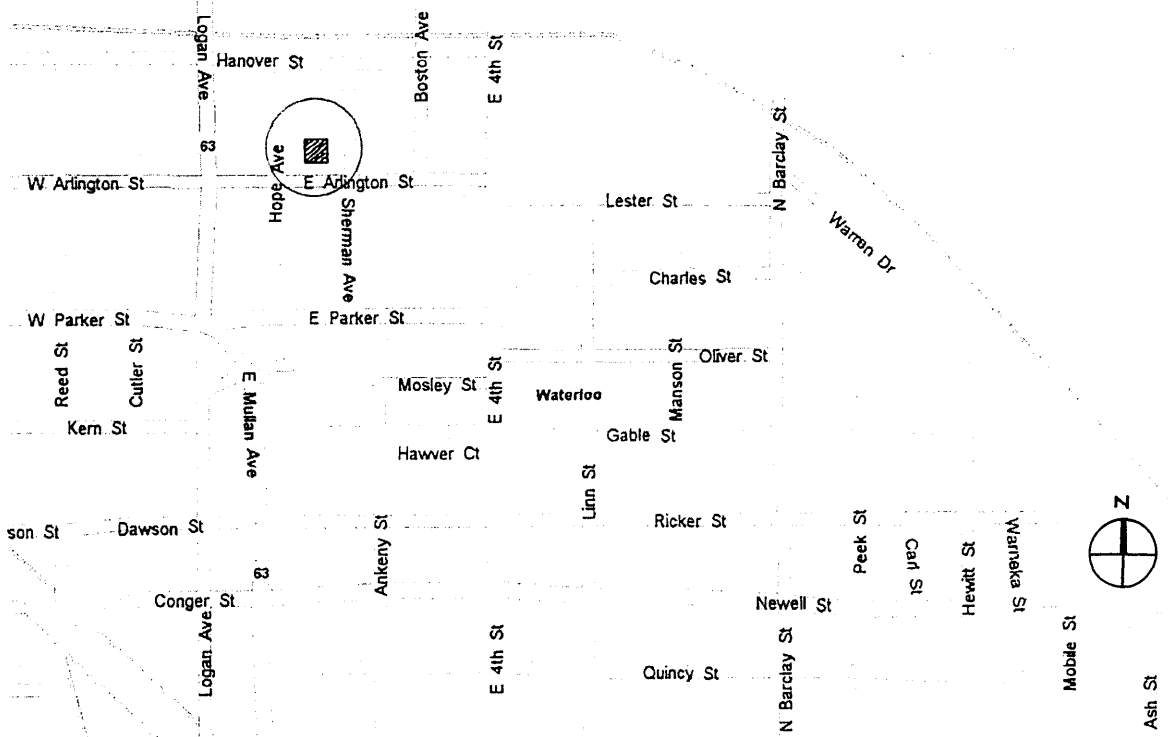 Logan Ave
Hanover St
Boston Ave
E 4th St
63
Hope Ave
N Barclay St
W Arlington St
E Arlington St
Lester St
Sherman Ave
Warren Dr
Charles St
W Parker St
E Parker St
Reed St
Cutler St
E Mullan Ave
Mosley St
E 4th St
Waterloo
Manson St
Oliver St
Kern St
Hawver Ct
Gable St
Linn St
son St
Dawson St
Ankeny St
Ricker St
Peek St
Carl St
Hewitt St
Warneka St
N
63
Conger St
Newell St
Logan Ave
E 4th St
Quincy St
N Barclay St
Mobile St
Ash St